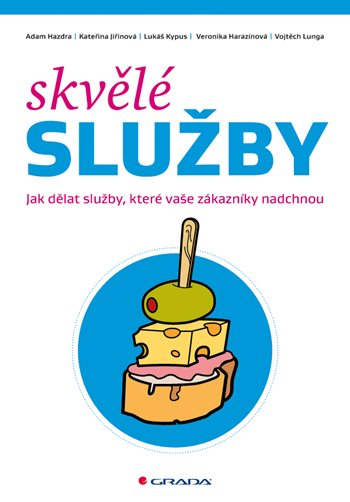 Adam Hazdra | Kateřina Jiřinová | Lukáš Kypus | Veronika Harazínová | Vojtěch Lunga
skvělé
SLUŽBY
Jak dělat služby, které vaše zákazníky nadchnou
GRADA